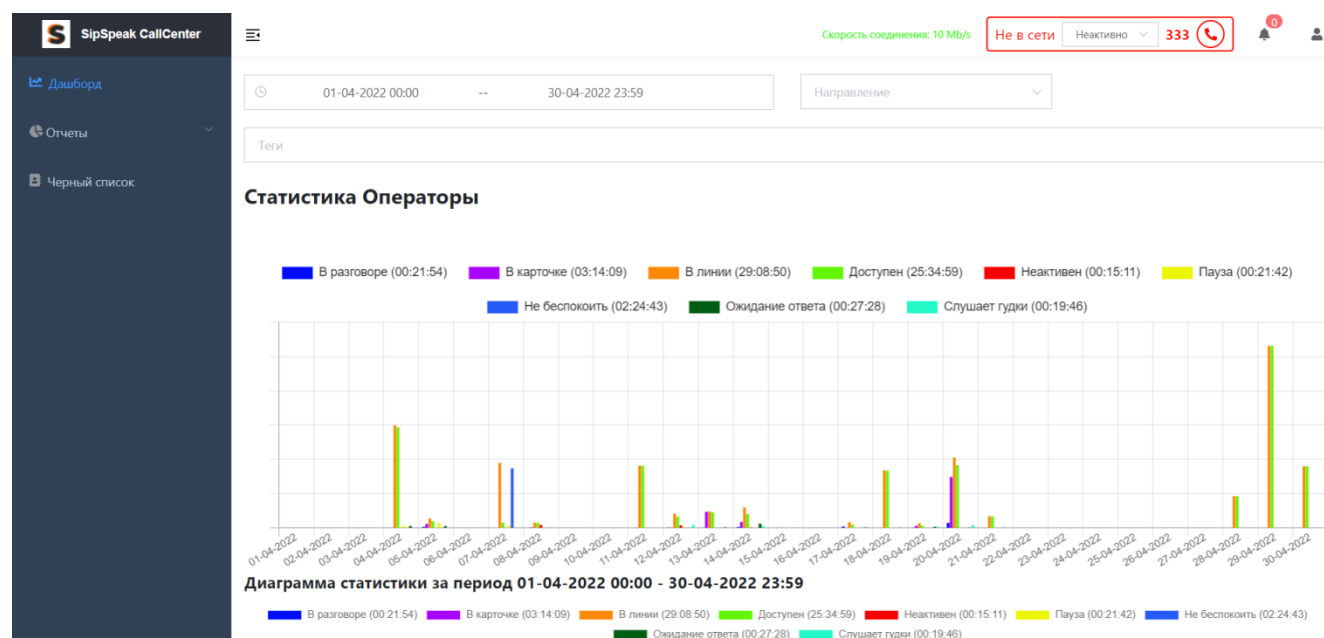 SipSpeak CallCenter
Скорость соединения: 10 Mb/s
Не в сети Неактивно 333
0
Дашборд
Отчеты
Черный список
01-04-2022 00:00 -- 30-04-2022 23:59
Направление
Теги
Статистика Операторы
В разговоре (00:21:54) В карточке (03:14:09) В линии (29:08:50) Доступен (25:34:59) Неактивен (00:15:11) Пауза (00:21:42)
Не беспокоить (02:24:43) Ожидание ответа (00:27:28) Слушает гудки (00:19:46)
01-04-2022 02-04-2022 03-04-2022 04-04-2022 05-04-2022 06-04-2022 07-04-2022 08-04-2022 09-04-2022 10-04-2022 11-04-2022 12-04-2022 13-04-2022 14-04-2022 15-04-2022 16-04-2022 17-04-2022 18-04-2022 19-04-2022 20-04-2022 21-04-2022 22-04-2022 23-04-2022 24-04-2022 25-04-2022 26-04-2022 27-04-2022 28-04-2022 29-04-2022 30-04-2022
Диаграмма статистики за период 01-04-2022 00:00 - 30-04-2022 23:59
В разговоре (00:21:54) В карточке (03:14:09) В линии (29:08:50) Доступен (25:34:59) Неактивен (00:15:11) Пауза (00:21:42) Не беспокоить (02:24:43)
Ожидание ответа (00:27:28) Слушает гудки (00:19:46)